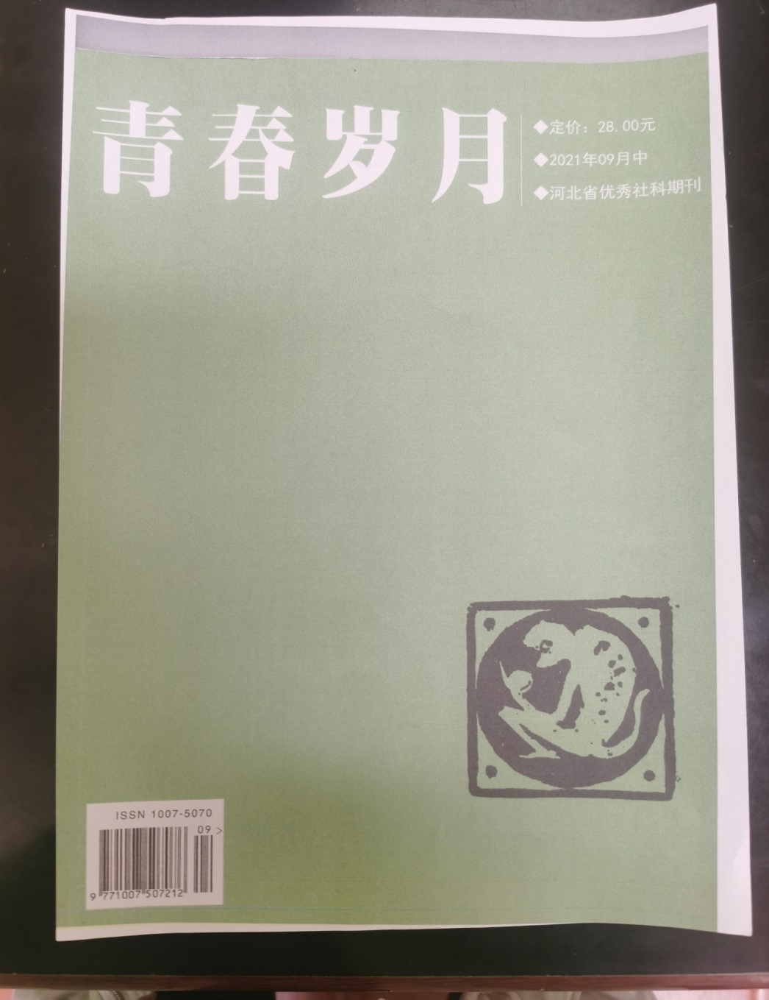 青春岁月
◆定价：28.00元
◆2021年09月中
◆河北省优秀社科期刊
ISSN 1007-5070
09 >
9 771007 507212